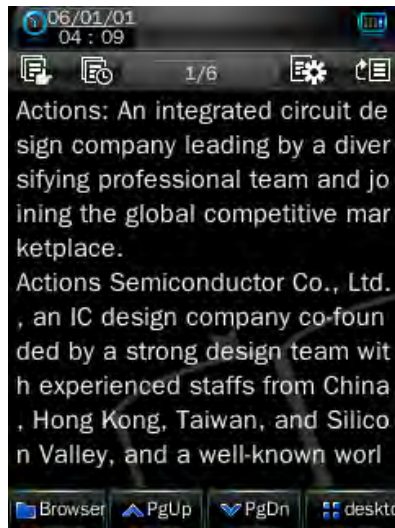 06/01/01
04 : 09
1/6
Actions: An integrated circuit de
sign company leading by a diver
sifying professional team and jo
ining the global competitive mar
ketplace.
Actions Semiconductor Co., Ltd.
, an IC design company co-foun
ded by a strong design team wit
h experienced staffs from China
, Hong Kong, Taiwan, and Silico
n Valley, and a well-known worl
Browser PgUp PgDn deskto